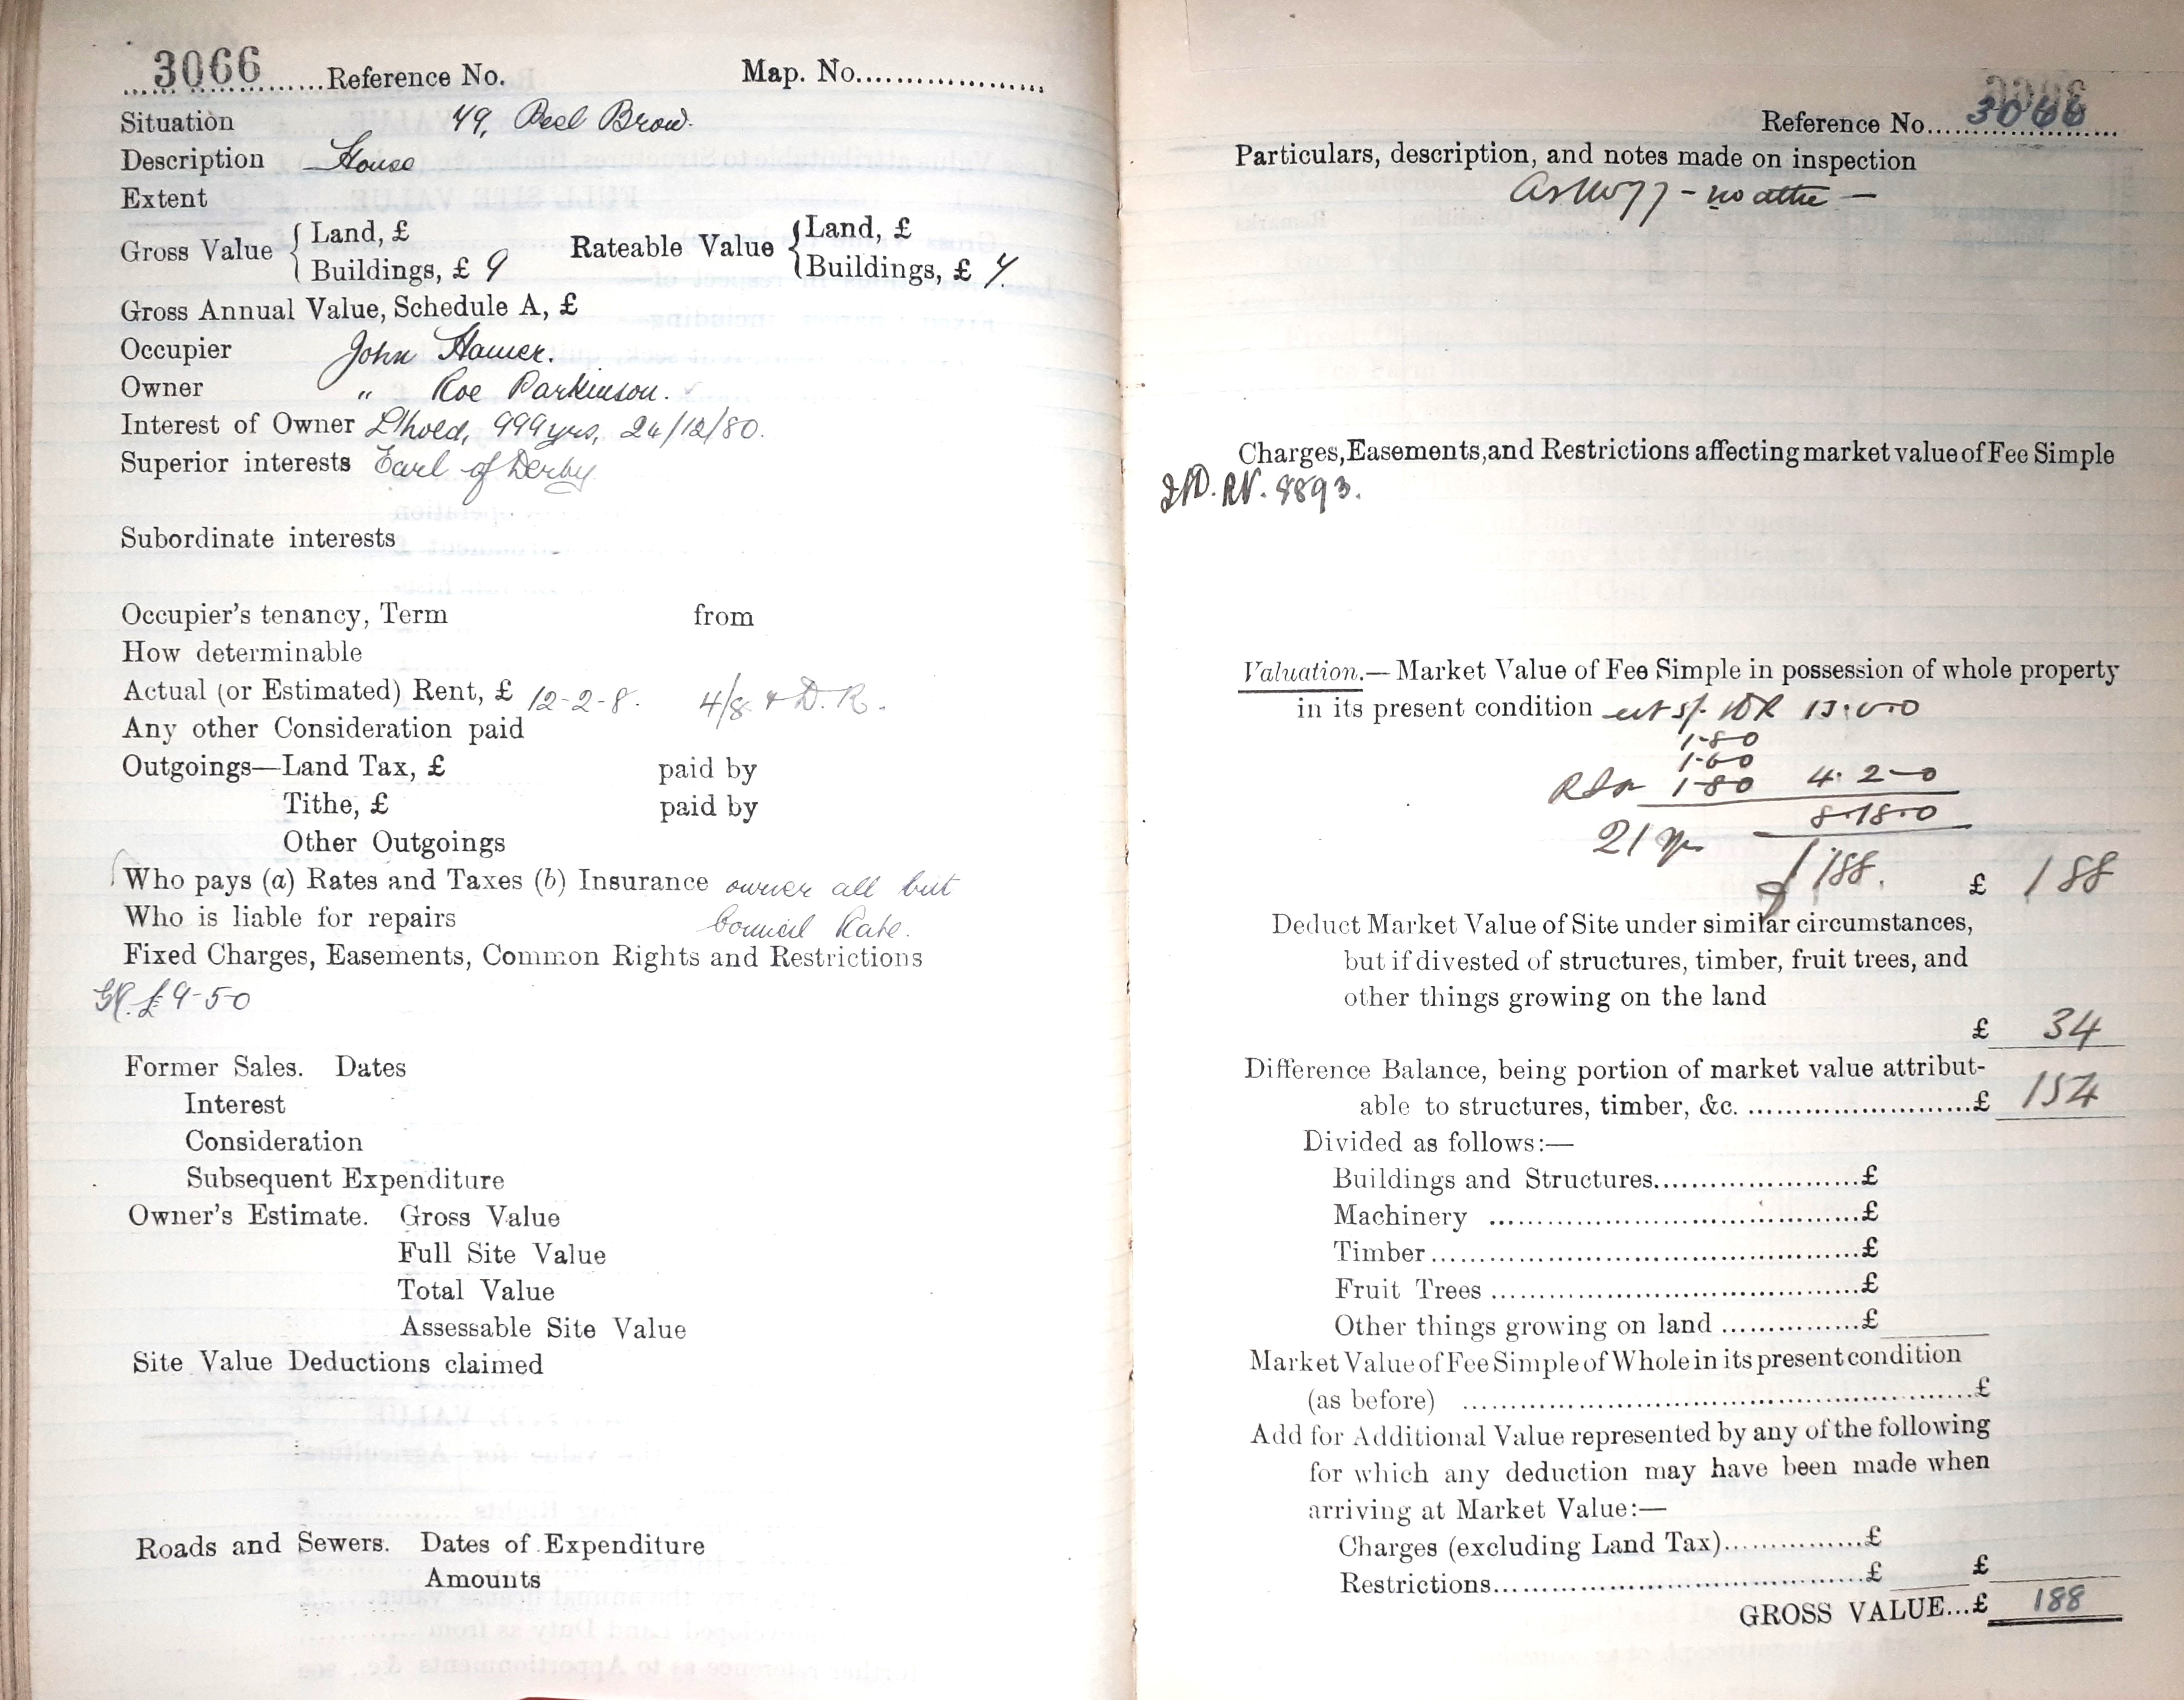 3066 Reference No. Map. No.
Situation 49, Peel Brow.
Description House
Extent
Gross Value { Land, £ Rateable Value { Land, £
Buildings, £ 9 Buildings, £ 7.
Gross Annual Value, Schedule A, £
Occupier John Hamer.
Owner " Roe Parkinson.
Interest of Owner L'hold, 999 yrs, 24/12/80.
Superior interests Earl of Derby
Subordinate interests
Occupier's tenancy, Term from
How determinable
Actual (or Estimated) Rent, £ 12-2-8. 4/8 & D.R.
Any other Consideration paid
Outgoings—Land Tax, £ paid by
Tithe, £ paid by
Other Outgoings
Who pays (a) Rates and Taxes (b) Insurance owner all but
Who is liable for repairs Council Rate.
Fixed Charges, Easements, Common Rights and Restrictions
GR. £9-5-0
Former Sales. Dates
Interest
Consideration
Subsequent Expenditure
Owner's Estimate. Gross Value
Full Site Value
Total Value
Assessable Site Value
Site Value Deductions claimed
Roads and Sewers. Dates of Expenditure
Amounts
Reference No. 3066
Particulars, description, and notes made on inspection
- no attic -
Charges, Easements, and Restrictions affecting market value of Fee Simple
RV. 8893.
Valuation.— Market Value of Fee Simple in possession of whole property
in its present condition DR 13.0.0
1-8-0
1-6-0
1-8-0 4.2-0
8.18.0
21 yp
£188. £ 188
Deduct Market Value of Site under similar circumstances,
but if divested of structures, timber, fruit trees, and
other things growing on the land
£ 34
Difference Balance, being portion of market value attribut-
able to structures, timber, &c. £ 154
Divided as follows:—
Buildings and Structures £
Machinery £
Timber £
Fruit Trees £
Other things growing on land £
Market Value of Fee Simple of Whole in its present condition
(as before) £
Add for Additional Value represented by any of the following
for which any deduction may have been made when
arriving at Market Value:—
Charges (excluding Land Tax) £
Restrictions £ £
GROSS VALUE...£ 188